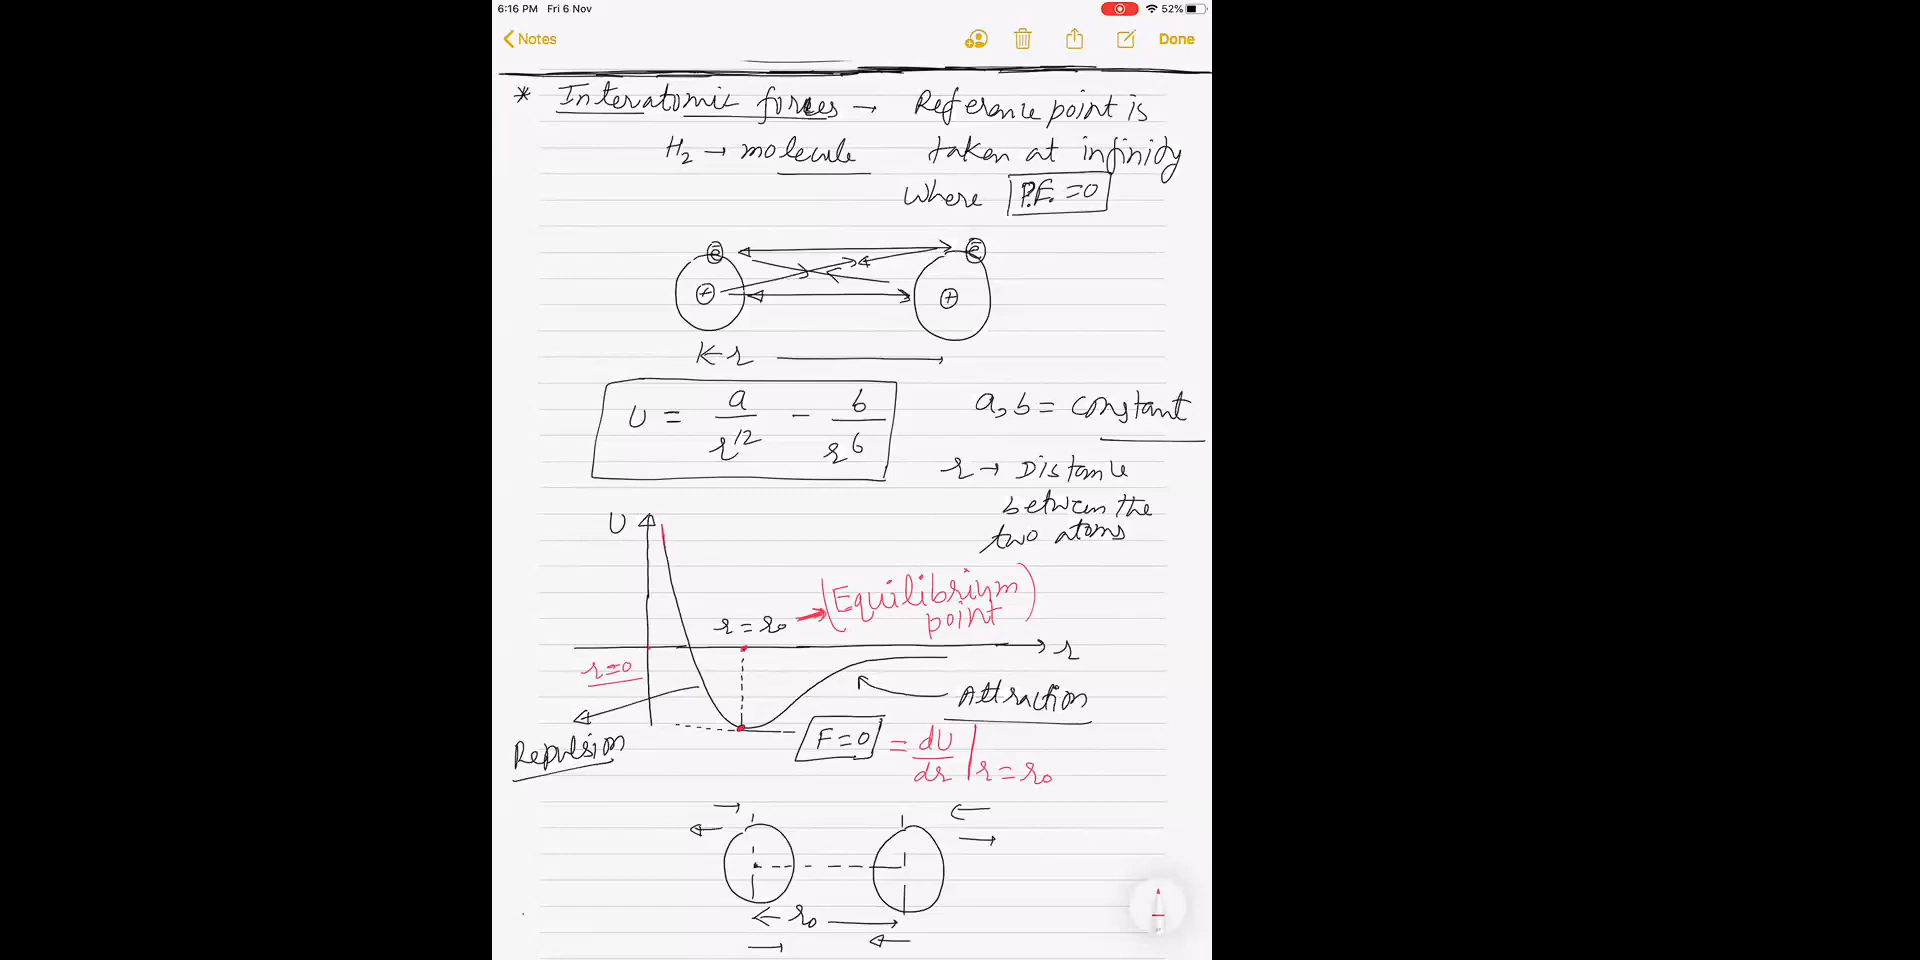 6:16 PM Fri 6 Nov
52%
Notes
Done
* Interatomic forces → Reference point is
H₂ → molecule taken at infinity
where P.E. = 0
e e
+ +
r
U = a/r¹² - b/r⁶
a, b = constant
r → Distance
between the
two atoms
U
(Equilibrium
point)
r = r₀ →
r
r = 0
Attraction
Repulsion
F = 0 = dU/dr | r = r₀
r₀